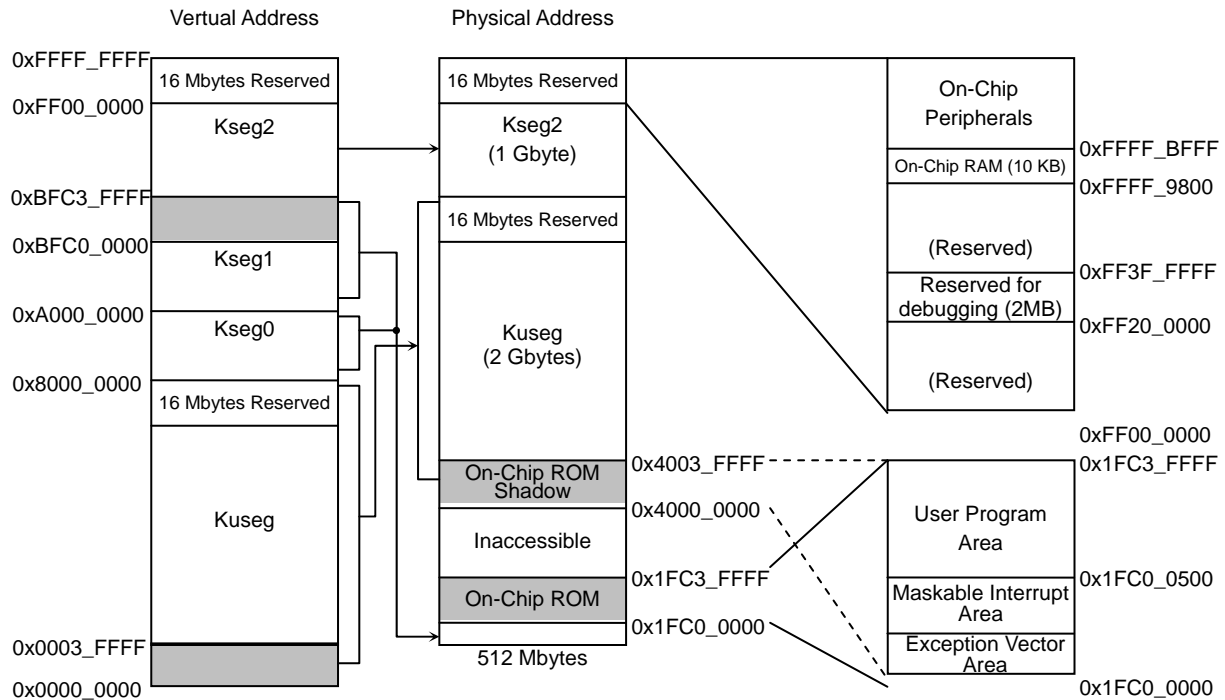 Vertual Address
Physical Address
0xFFFF_FFFF
16 Mbytes Reserved
0xFF00_0000
Kseg2
0xBFC3_FFFF
0xBFC0_0000
Kseg1
0xA000_0000
Kseg0
0x8000_0000
16 Mbytes Reserved
Kuseg
0x0003_FFFF
0x0000_0000
16 Mbytes Reserved
Kseg2
(1 Gbyte)
16 Mbytes Reserved
Kuseg
(2 Gbytes)
On-Chip ROM
Shadow
0x4003_FFFF
0x4000_0000
Inaccessible
0x1FC3_FFFF
On-Chip ROM
0x1FC0_0000
512 Mbytes
On-Chip
Peripherals
0xFFFF_BFFF
On-Chip RAM (10 KB)
0xFFFF_9800
(Reserved)
0xFF3F_FFFF
Reserved for
debugging (2MB)
0xFF20_0000
(Reserved)
0xFF00_0000
0x1FC3_FFFF
User Program
Area
0x1FC0_0500
Maskable Interrupt
Area
Exception Vector
Area
0x1FC0_0000